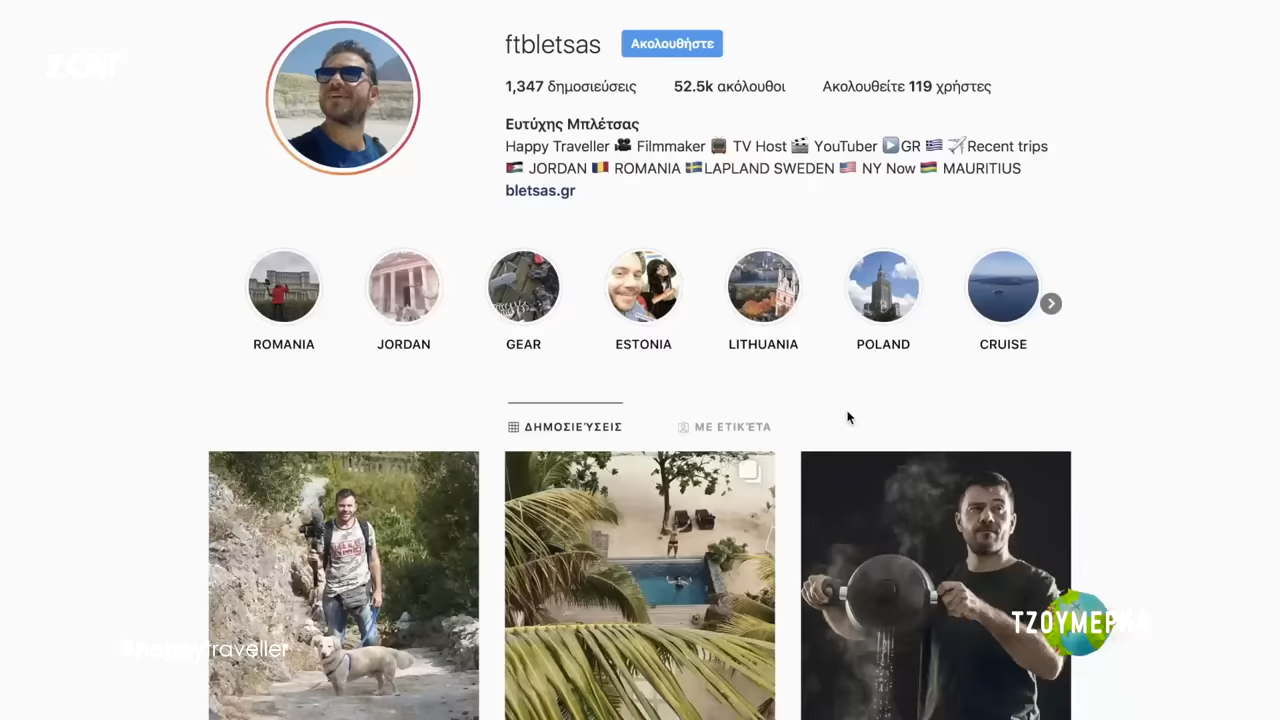 ΣΚΑΪ
ftbletsas Ακολουθήστε
1,347 δημοσιεύσεις 52.5k ακόλουθοι Ακολουθείτε 119 χρήστες
Ευτύχης Μπλέτσας
Happy Traveller 🎥 Filmmaker 📺 TV Host 🎬 YouTuber ▶️GR 🇬🇷 ✈️Recent trips
🇯🇴 JORDAN 🇷🇴 ROMANIA 🇸🇪LAPLAND SWEDEN 🇺🇸 NY Now 🇲🇺 MAURITIUS
bletsas.gr
ROMANIA JORDAN GEAR ESTONIA LITHUANIA POLAND CRUISE
ΔΗΜΟΣΙΕΎΣΕΙΣ ΜΕ ΕΤΙΚΈΤΑ
ΤΖΟΥΜΕΡΚΑ
#happytraveller